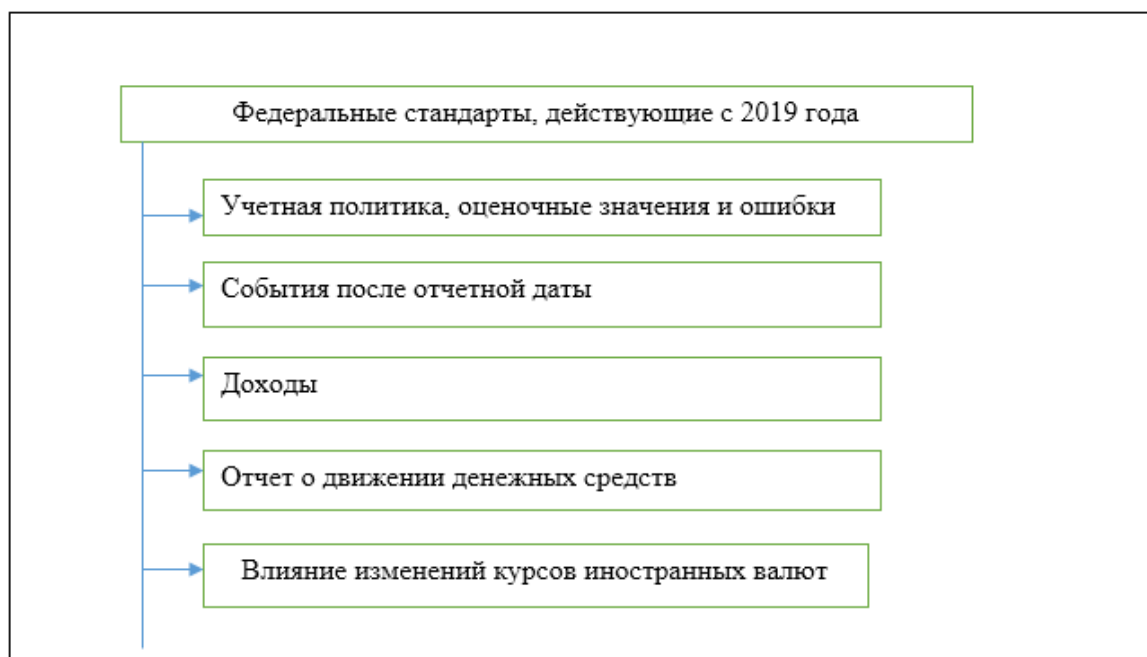 Федеральные стандарты, действующие с 2019 года
Учетная политика, оценочные значения и ошибки
События после отчетной даты
Доходы
Отчет о движении денежных средств
Влияние изменений курсов иностранных валют